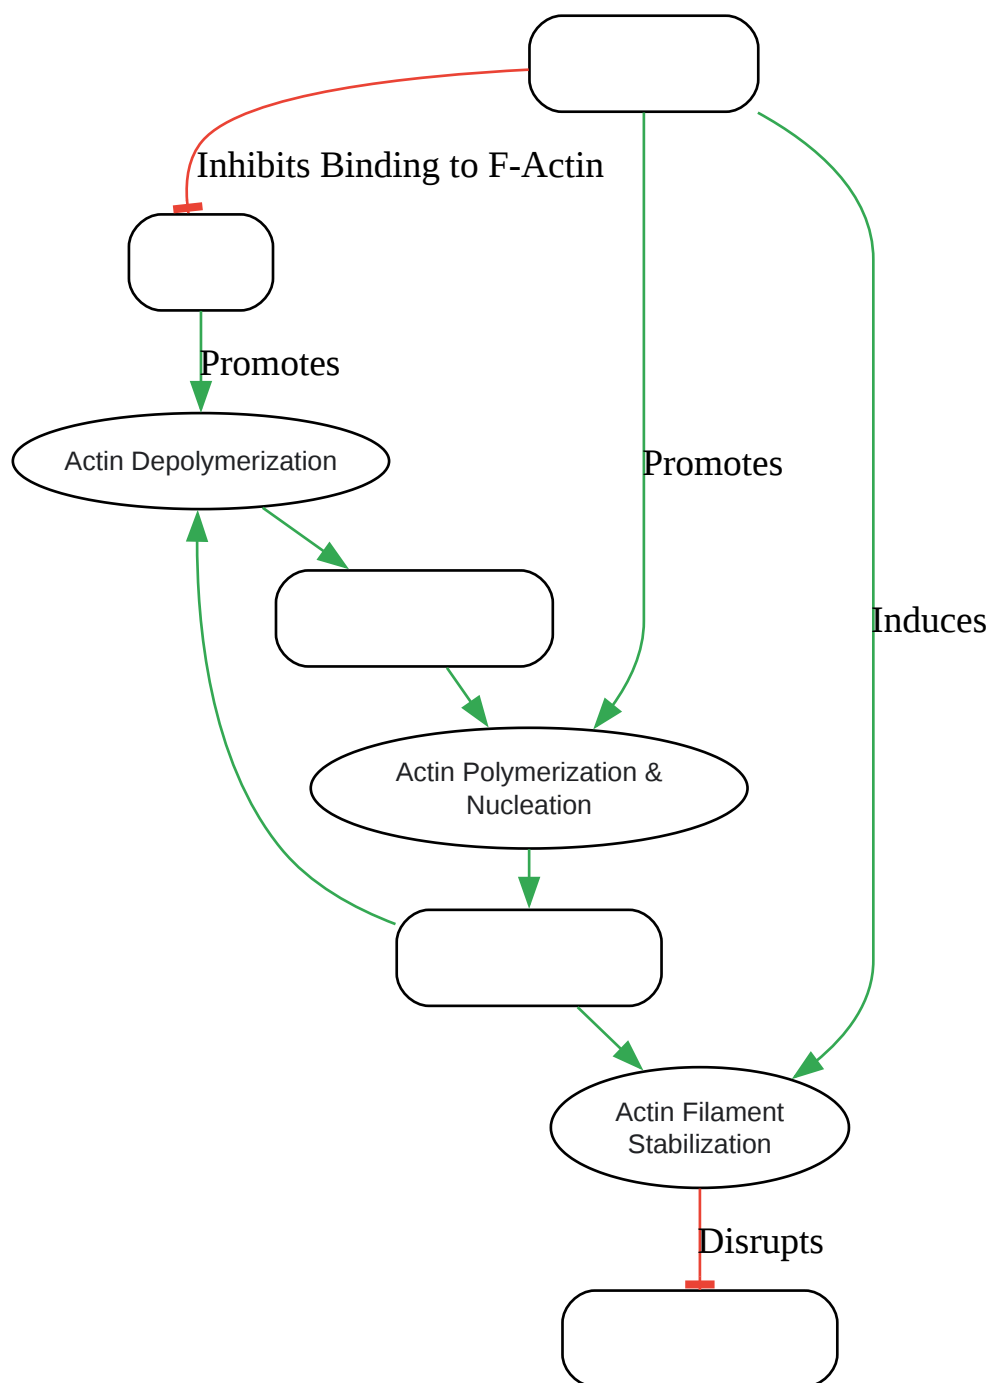 Inhibits Binding to F-Actin
Promotes
Actin Depolymerization
Promotes
Induces
Actin Polymerization &
Nucleation
Actin Filament
Stabilization
Disrupts